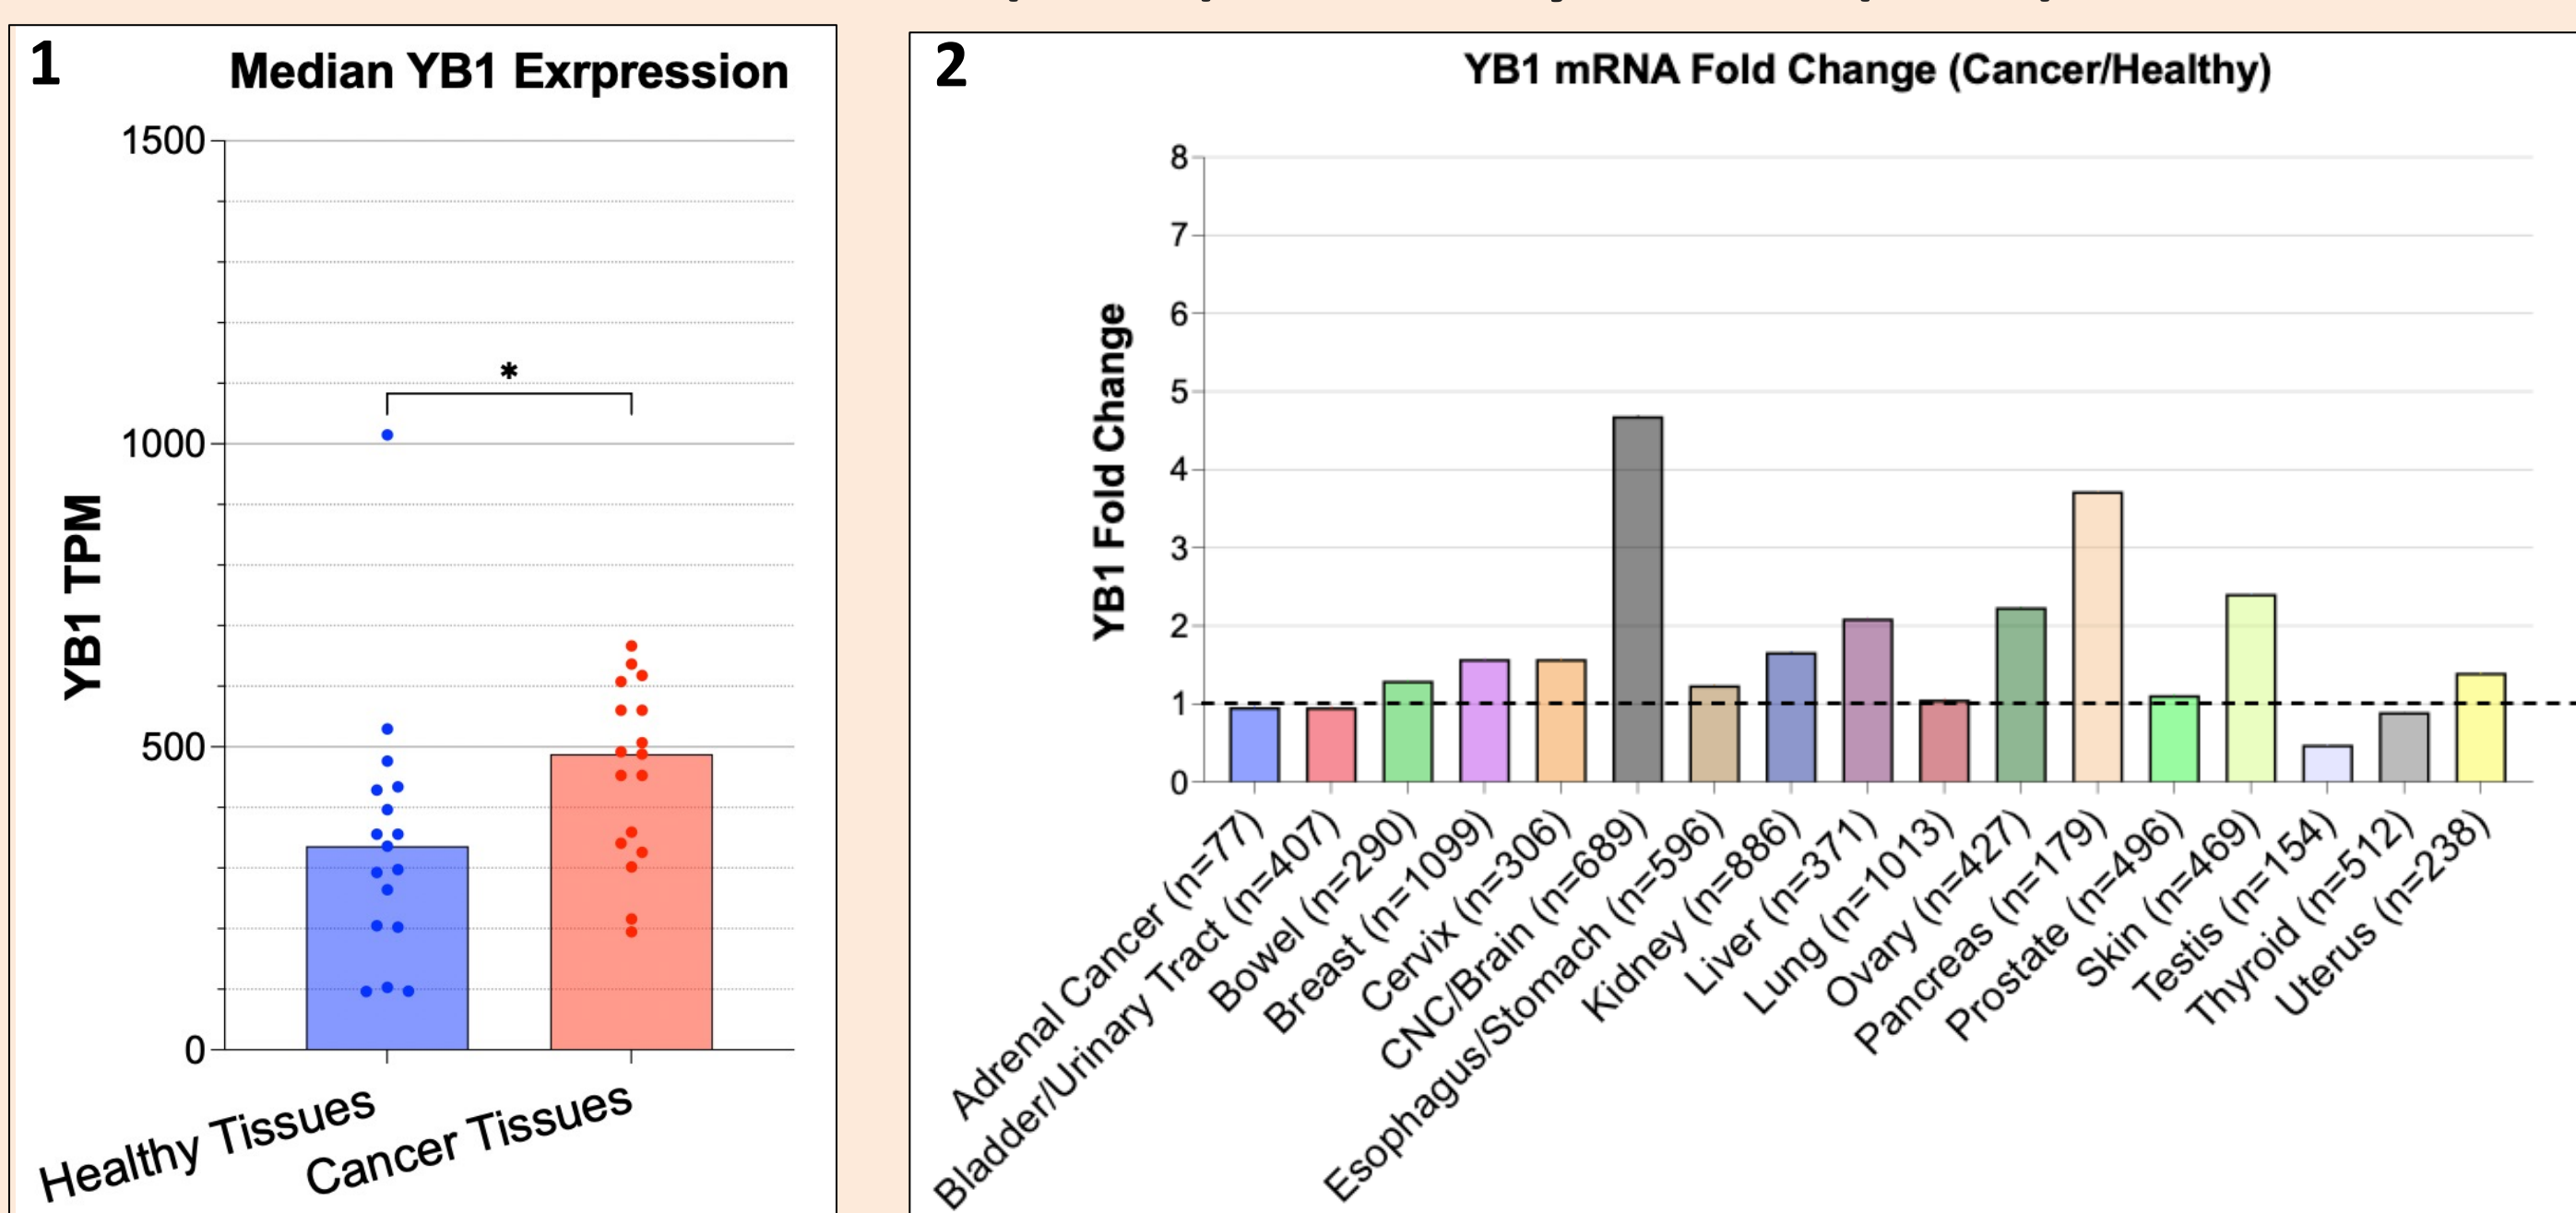 1
Median YB1 Exrpression
1500
1000
500
0
YB1 TPM
*
Healthy Tissues
Cancer Tissues
2
YB1 mRNA Fold Change (Cancer/Healthy)
8
7
6
5
4
3
2
1
0
YB1 Fold Change
Adrenal Cancer (n=77)
Bladder/Urinary Tract (n=407)
Bowel (n=290)
Breast (n=1099)
Cervix (n=306)
CNC/Brain (n=689)
Esophagus/Stomach (n=596)
Kidney (n=886)
Liver (n=371)
Lung (n=1013)
Ovary (n=427)
Pancreas (n=179)
Prostate (n=496)
Skin (n=469)
Testis (n=154)
Thyroid (n=512)
Uterus (n=238)